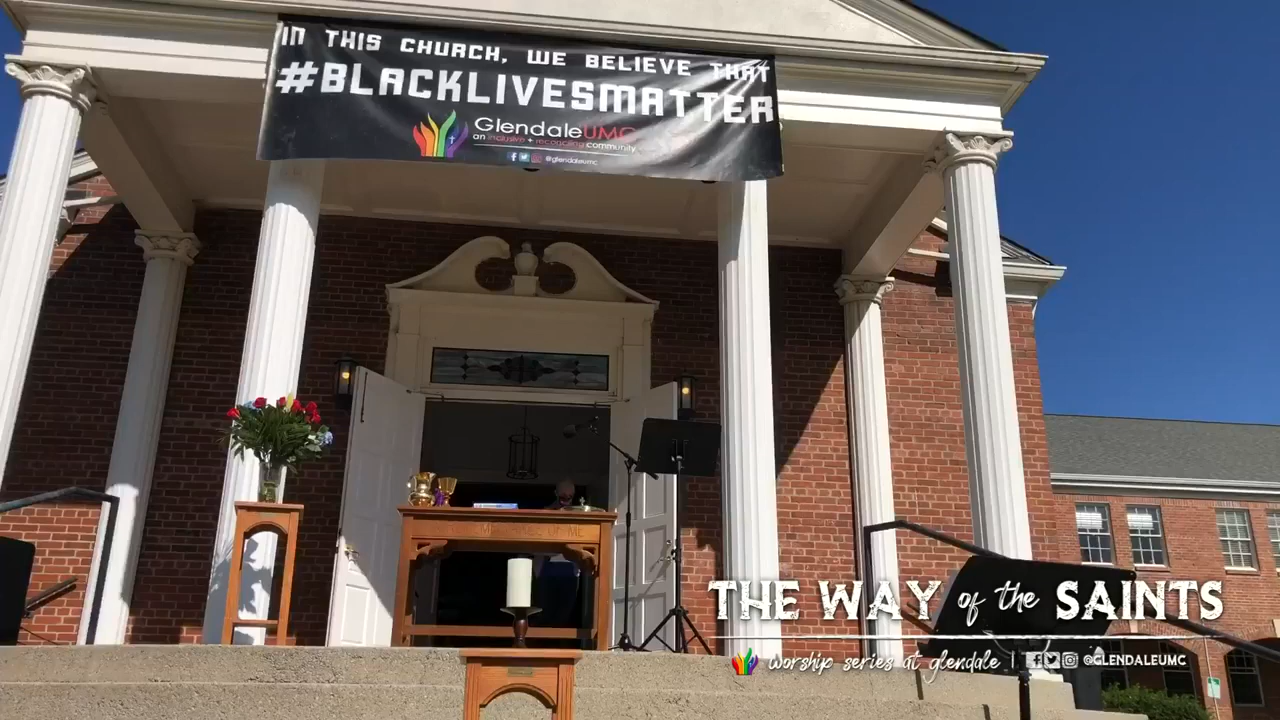 IN THIS CHURCH, WE BELIEVE THAT
#BLACKLIVESMATTER
GlendaleUMC
an inclusive + reconciling community
@glendaleumc
THE WAY of the SAINTS
worship series at glendale | @GLENDALEUMC